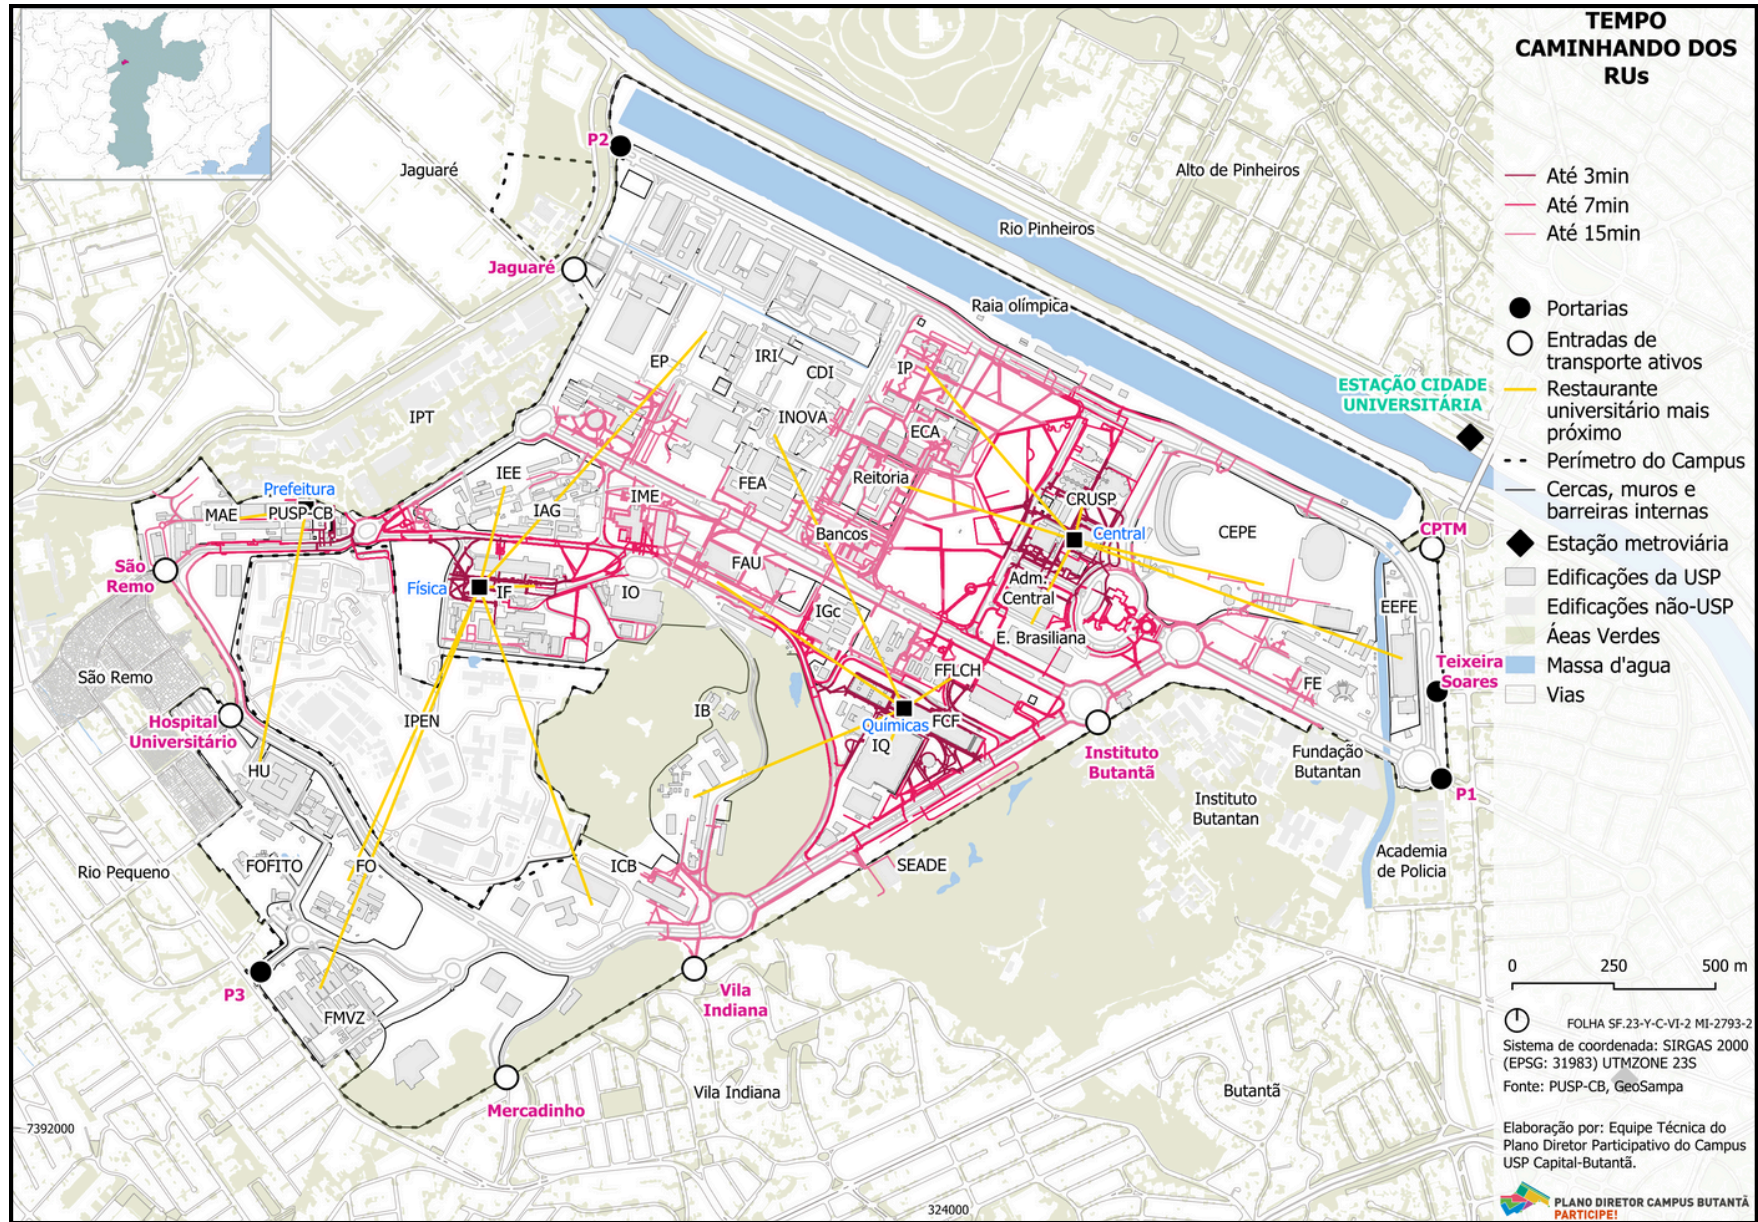 TEMPO
CAMINHANDO DOS
RUs
Até 3min
Até 7min
Até 15min
Portarias
Entradas de
transporte ativos
Restaurante
universitário mais
próximo
Perímetro do Campus
Cercas, muros e
barreiras internas
Estação metroviária
Edificações da USP
Edificações não-USP
Áeas Verdes
Massa d'agua
Vias
0 250 500 m
FOLHA SF.23-Y-C-VI-2 MI-2793-2
Sistema de coordenada: SIRGAS 2000
(EPSG: 31983) UTMZONE 23S
Fonte: PUSP-CB, GeoSampa
Elaboração por: Equipe Técnica do
Plano Diretor Participativo do Campus
USP Capital-Butantã.
PLANO DIRETOR CAMPUS BUTANTÃ
PARTICIPE!
P2
Jaguaré
Alto de Pinheiros
Rio Pinheiros
Jaguaré
Raia olímpica
EP
IRI
CDI
IP
ESTAÇÃO CIDADE
UNIVERSITÁRIA
IPT
INOVA
ECA
IEE
Reitoria
Prefeitura
FEA
IME
CRUSP
MAE
PUSP-CB
IAG
Bancos
Central
CEPE
CPTM
São
Remo
FAU
Física
IF
IO
Adm.
Central
IGc
EEFE
E. Brasiliana
São Remo
FFLCH
Teixeira
Soares
FE
IB
Hospital
Universitário
IPEN
Químicas
FCF
IQ
Instituto
Butantã
Fundação
Butantan
HU
P1
Instituto
Butantan
Rio Pequeno
FOFITO
FO
ICB
SEADE
Academia
de Policia
P3
Vila
Indiana
FMVZ
Mercadinho
Vila Indiana
Butantã
7392000
324000